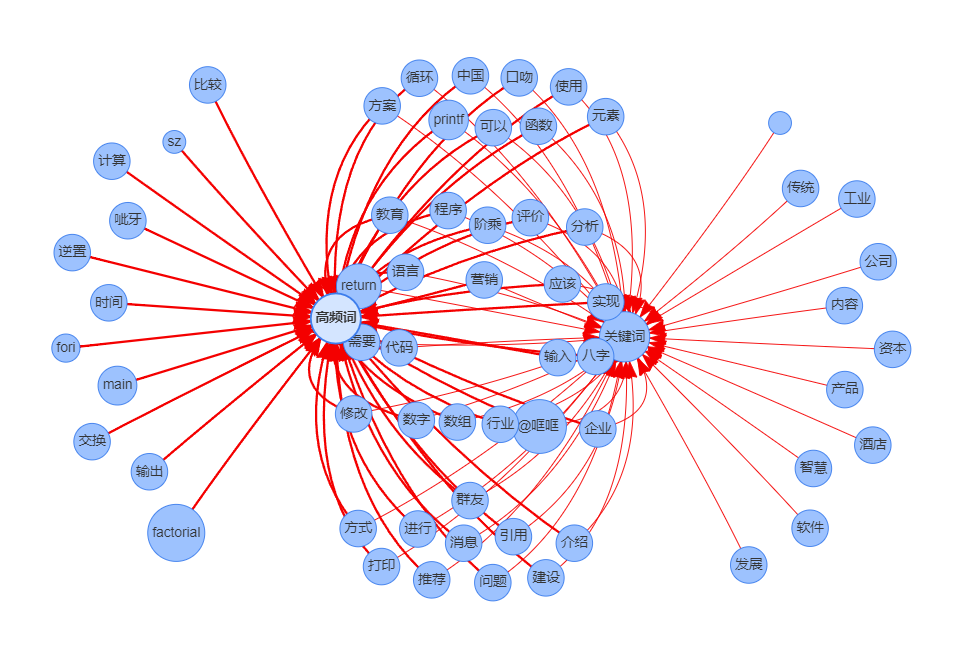 循环
中国
口吻
使用
比较
方案
printf
可以
函数
元素
sz
计算
传统
工业
呲牙
教育
程序
阶乘
评价
分析
逆置
语言
营销
应该
公司
return
时间
实现
内容
高频词
需要
代码
关键词
fori
输入
八字
资本
main
产品
修改
数字
数组
行业
@哐哐
企业
交换
酒店
输出
智慧
群友
factorial
方式
进行
消息
引用
介绍
软件
打印
推荐
问题
建设
发展